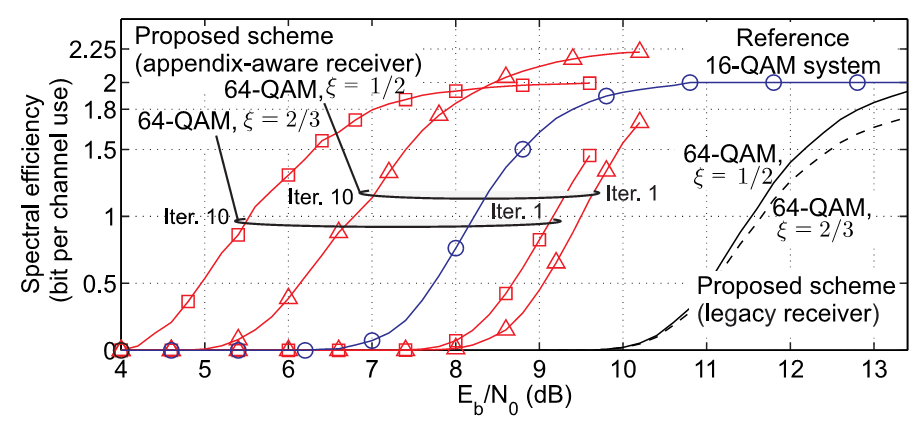 Proposed scheme
(appendix-aware receiver)
64-QAM, ξ = 1/2
64-QAM, ξ = 2/3
Reference
16-QAM system
64-QAM,
ξ = 1/2
64-QAM,
ξ = 2/3
Iter. 10
Iter. 10
Iter. 1
Iter. 1
Proposed scheme
(legacy receiver)
Spectral efficiency
(bit per channel use)
2.25
2
1.8
1.5
1
0.5
0
4 5 6 7 8 9 10 11 12 13
E_b/N_0 (dB)